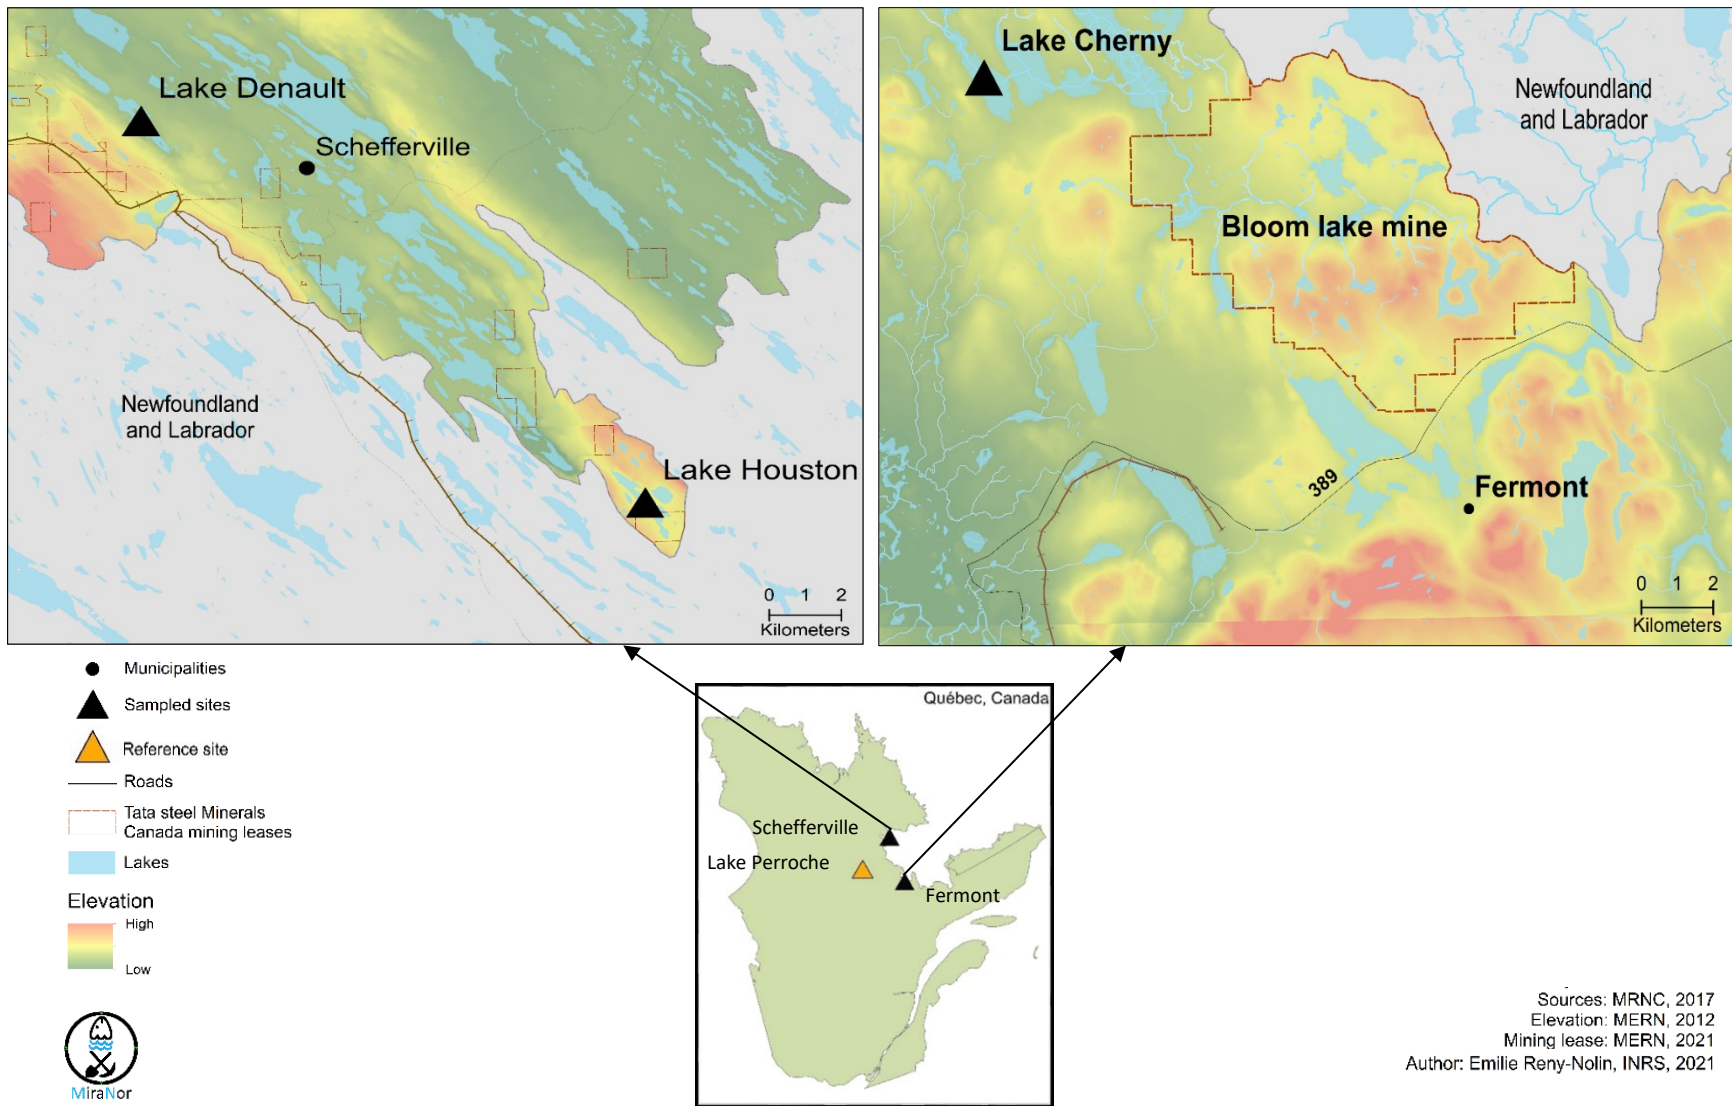 Lake Denault
Schefferville
Newfoundland
and Labrador
Lake Houston
0 1 2
Kilometers
Lake Cherny
Newfoundland
and Labrador
Bloom lake mine
389
Fermont
0 1 2
Kilometers
Municipalities
Sampled sites
Reference site
Roads
Tata steel Minerals
Canada mining leases
Lakes
Elevation
High
Low
MiraNor
Québec, Canada
Schefferville
Lake Perroche
Fermont
Sources: MRNC, 2017
Elevation: MERN, 2012
Mining lease: MERN, 2021
Author: Emilie Reny-Nolin, INRS, 2021